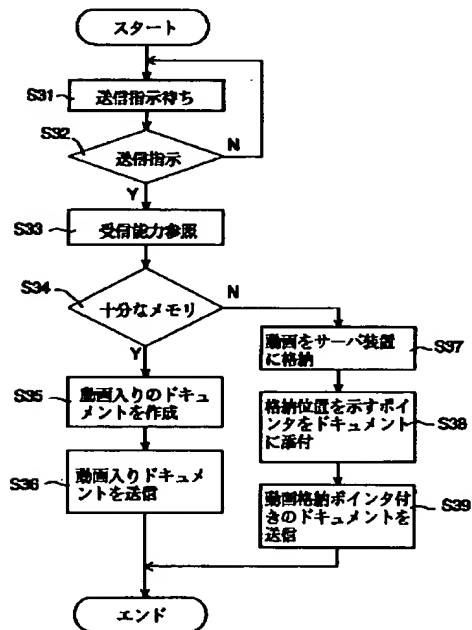 スタート
S31
送信指示待ち
S32
送信指示
N
Y
S33
受信能力参照
S34
十分なメモリ
N
Y
S35
動画入りのドキュ
メントを作成
S36
動画入りドキュメ
ントを送信
動画をサーバ装置
に格納
S37
格納位置を示すポイ
ンタをドキュメント
に添付
S38
動画格納ポインタ付
きのドキュメントを
送信
S39
エンド